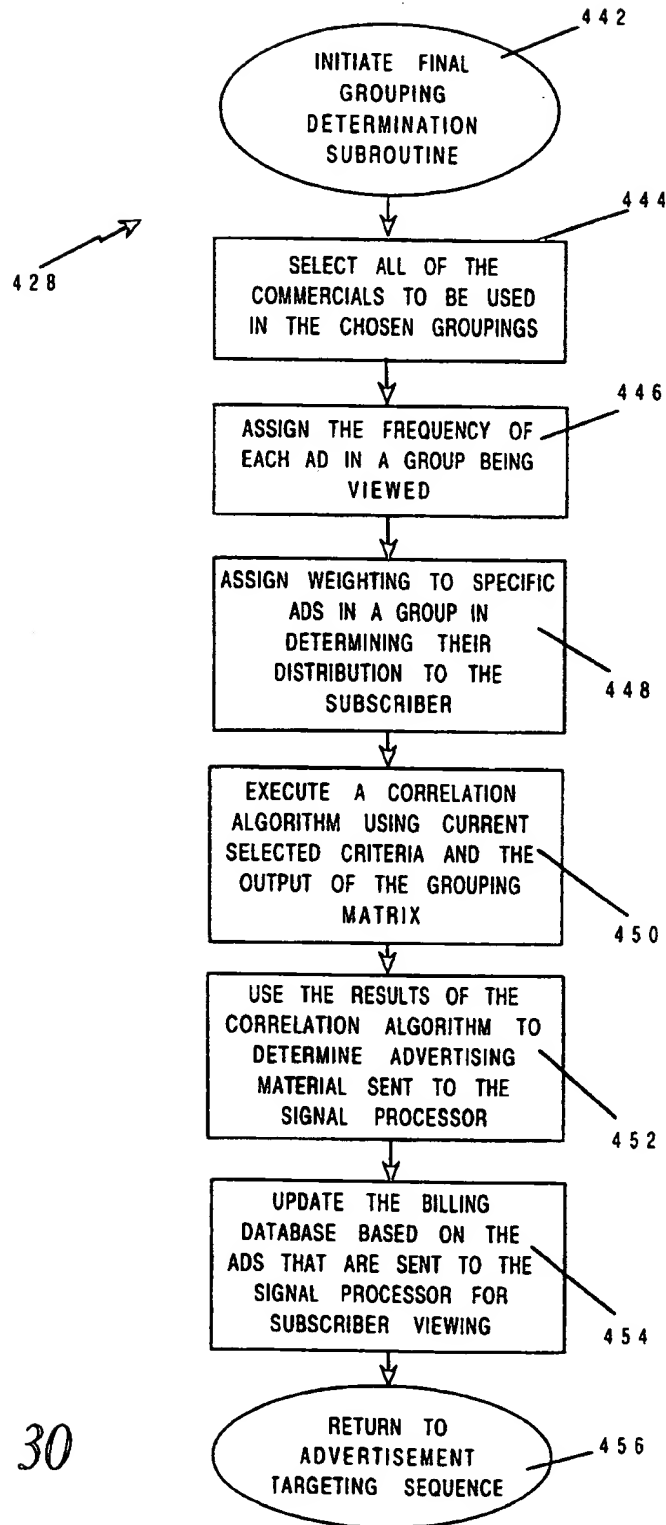 442
INITIATE FINAL
GROUPING
DETERMINATION
SUBROUTINE
428
444
SELECT ALL OF THE
COMMERCIALS TO BE USED
IN THE CHOSEN GROUPINGS
446
ASSIGN THE FREQUENCY OF
EACH AD IN A GROUP BEING
VIEWED
ASSIGN WEIGHTING TO SPECIFIC
ADS IN A GROUP IN
DETERMINING THEIR
DISTRIBUTION TO THE
SUBSCRIBER
448
EXECUTE A CORRELATION
ALGORITHM USING CURRENT
SELECTED CRITERIA AND THE
OUTPUT OF THE GROUPING
MATRIX
450
USE THE RESULTS OF THE
CORRELATION ALGORITHM TO
DETERMINE ADVERTISING
MATERIAL SENT TO THE
SIGNAL PROCESSOR
452
UPDATE THE BILLING
DATABASE BASED ON THE
ADS THAT ARE SENT TO THE
SIGNAL PROCESSOR FOR
SUBSCRIBER VIEWING
454
RETURN TO
ADVERTISEMENT
TARGETING SEQUENCE
456
30